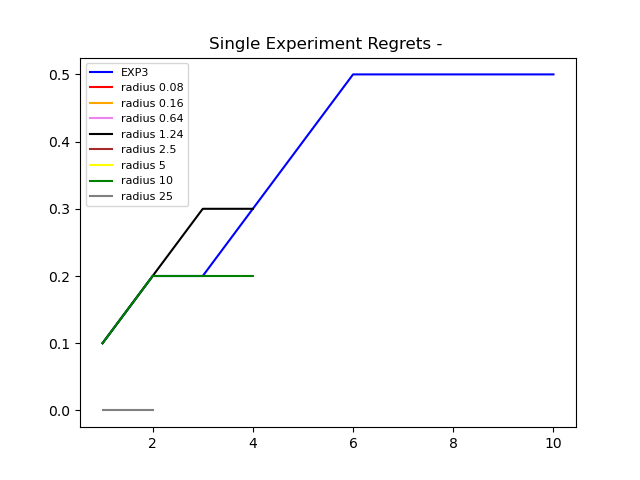 Single Experiment Regrets -
EXP3
radius 0.08
radius 0.16
radius 0.64
radius 1.24
radius 2.5
radius 5
radius 10
radius 25
0.5
0.4
0.3
0.2
0.1
0.0
2 4 6 8 10